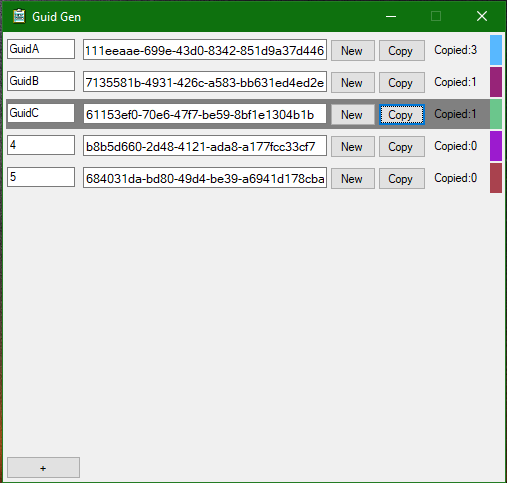 Guid Gen
GuidA 111eeaae-699e-43d0-8342-851d9a37d446 New Copy Copied:3
GuidB 7135581b-4931-426c-a583-bb631ed4ed2e New Copy Copied:1
GuidC 61153ef0-70e6-47f7-be59-8bf1e1304b1b New Copy Copied:1
4 b8b5d660-2d48-4121-ada8-a177fcc33cf7 New Copy Copied:0
5 684031da-bd80-49d4-be39-a6941d178cba New Copy Copied:0
+